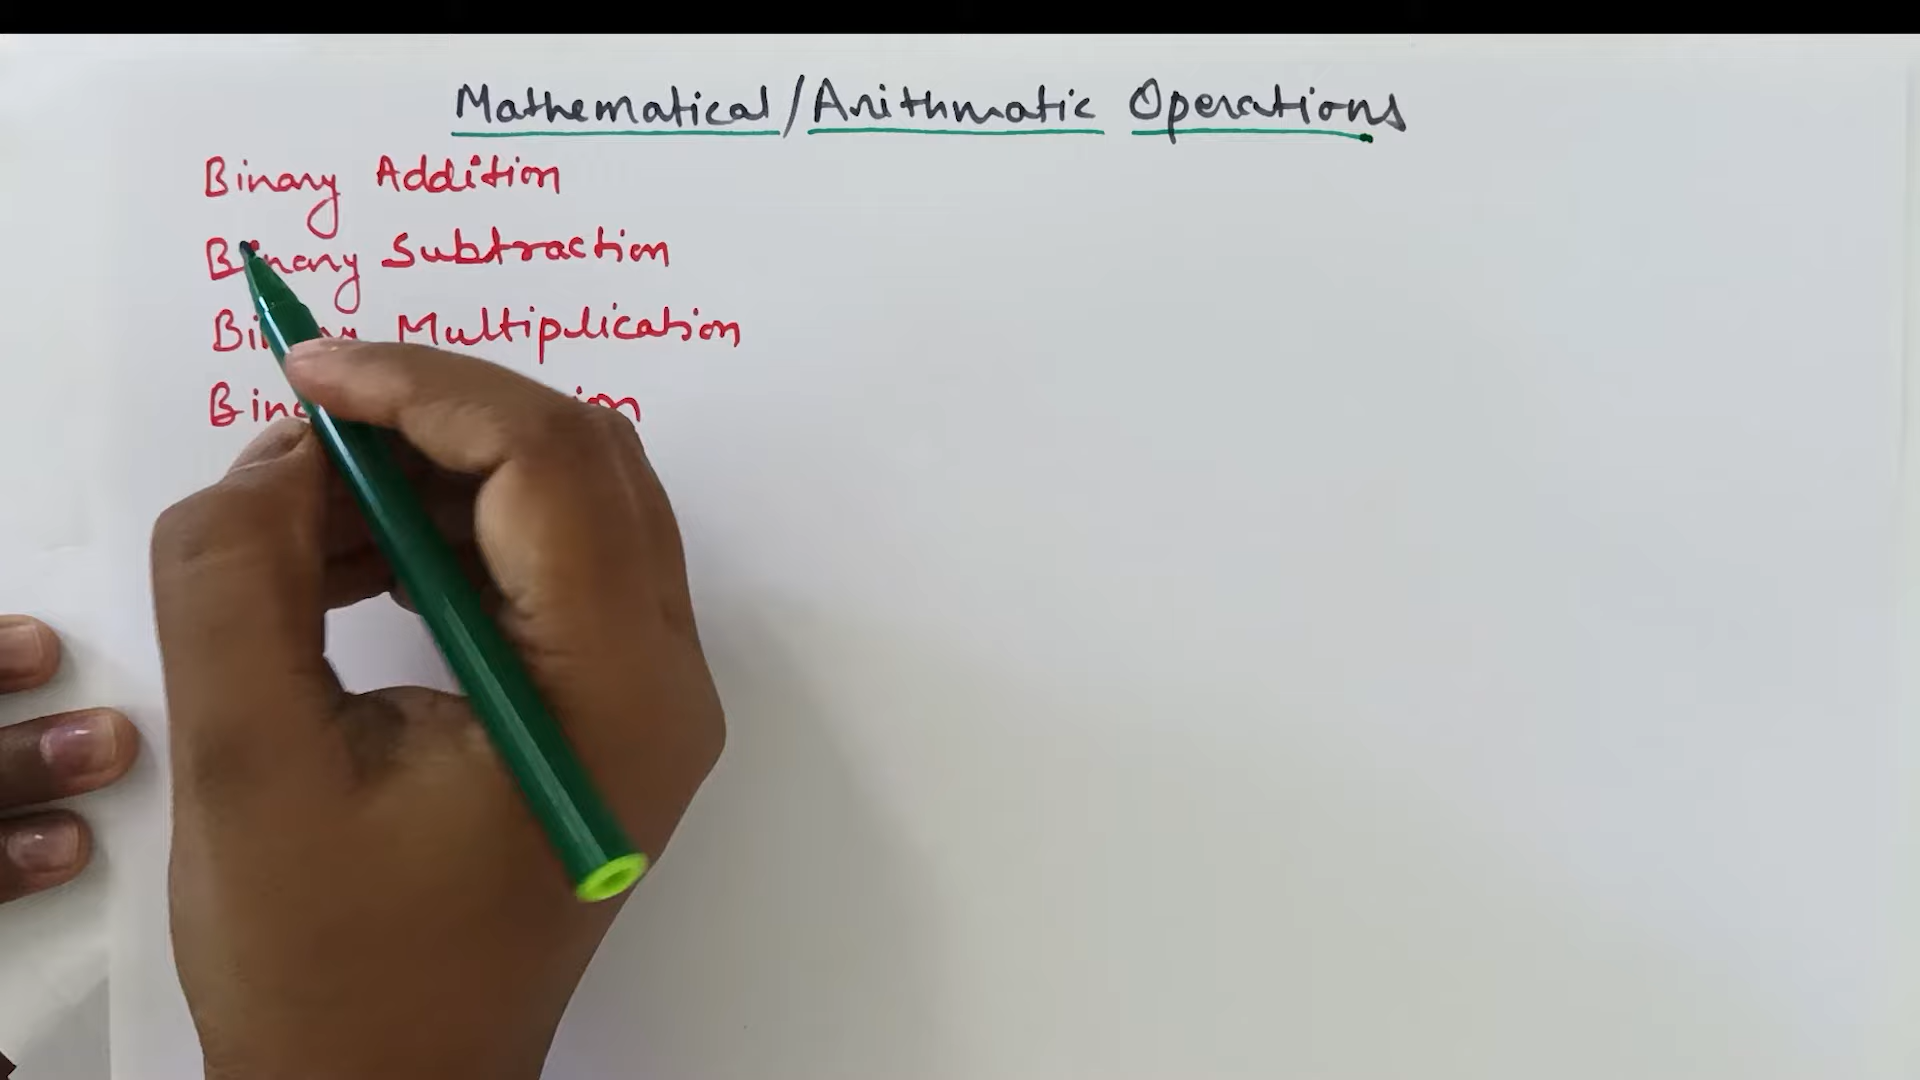 Mathematical/Arithmatic Operations
Binary Addition
Binary Subtraction
Multiplication